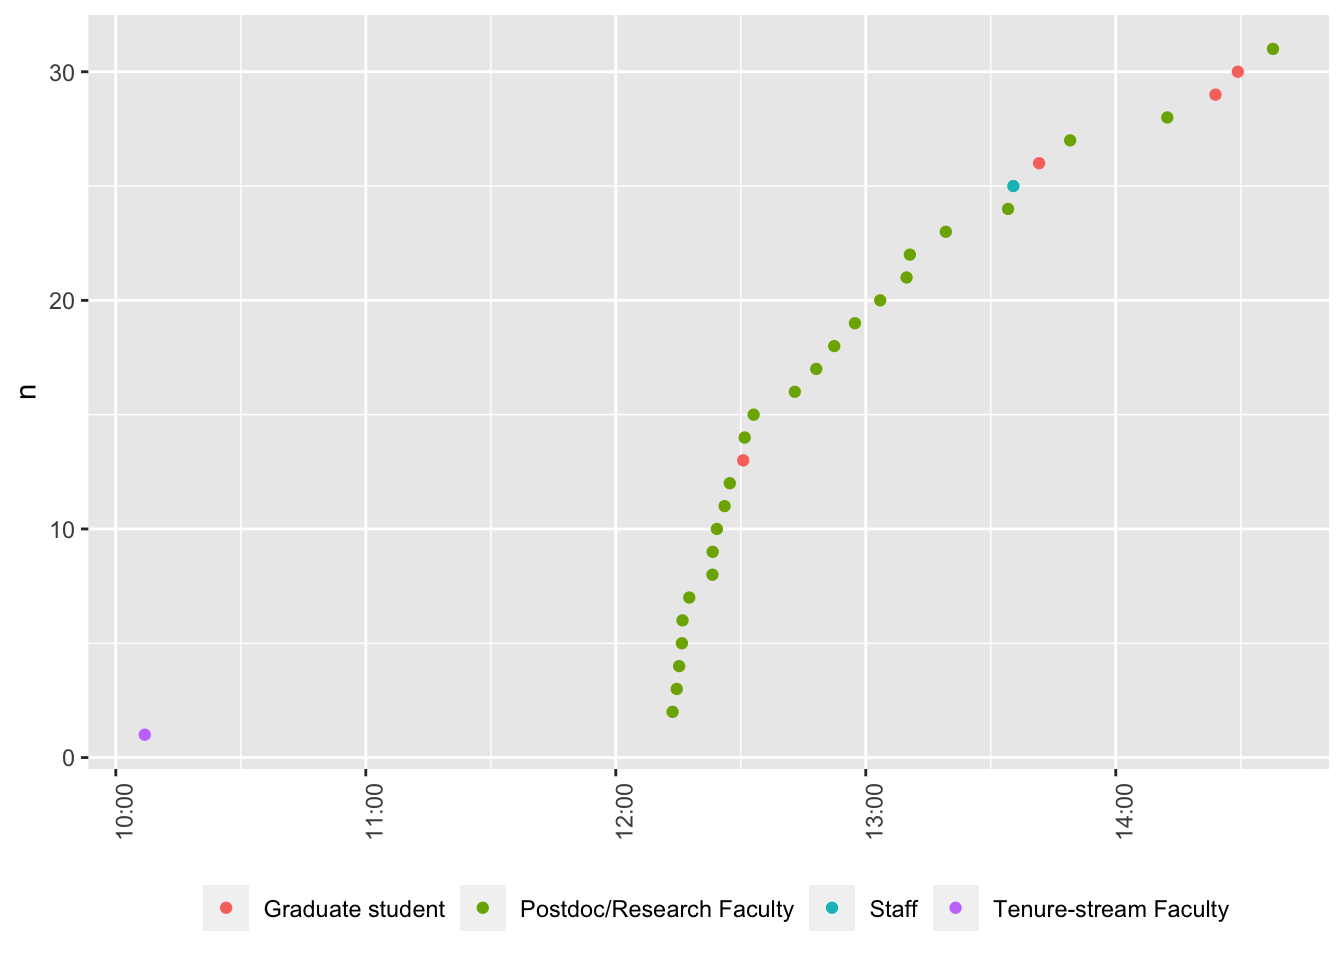 30
20
n
10
0
10:00
11:00
12:00
13:00
14:00
Graduate student
Postdoc/Research Faculty
Staff
Tenure-stream Faculty